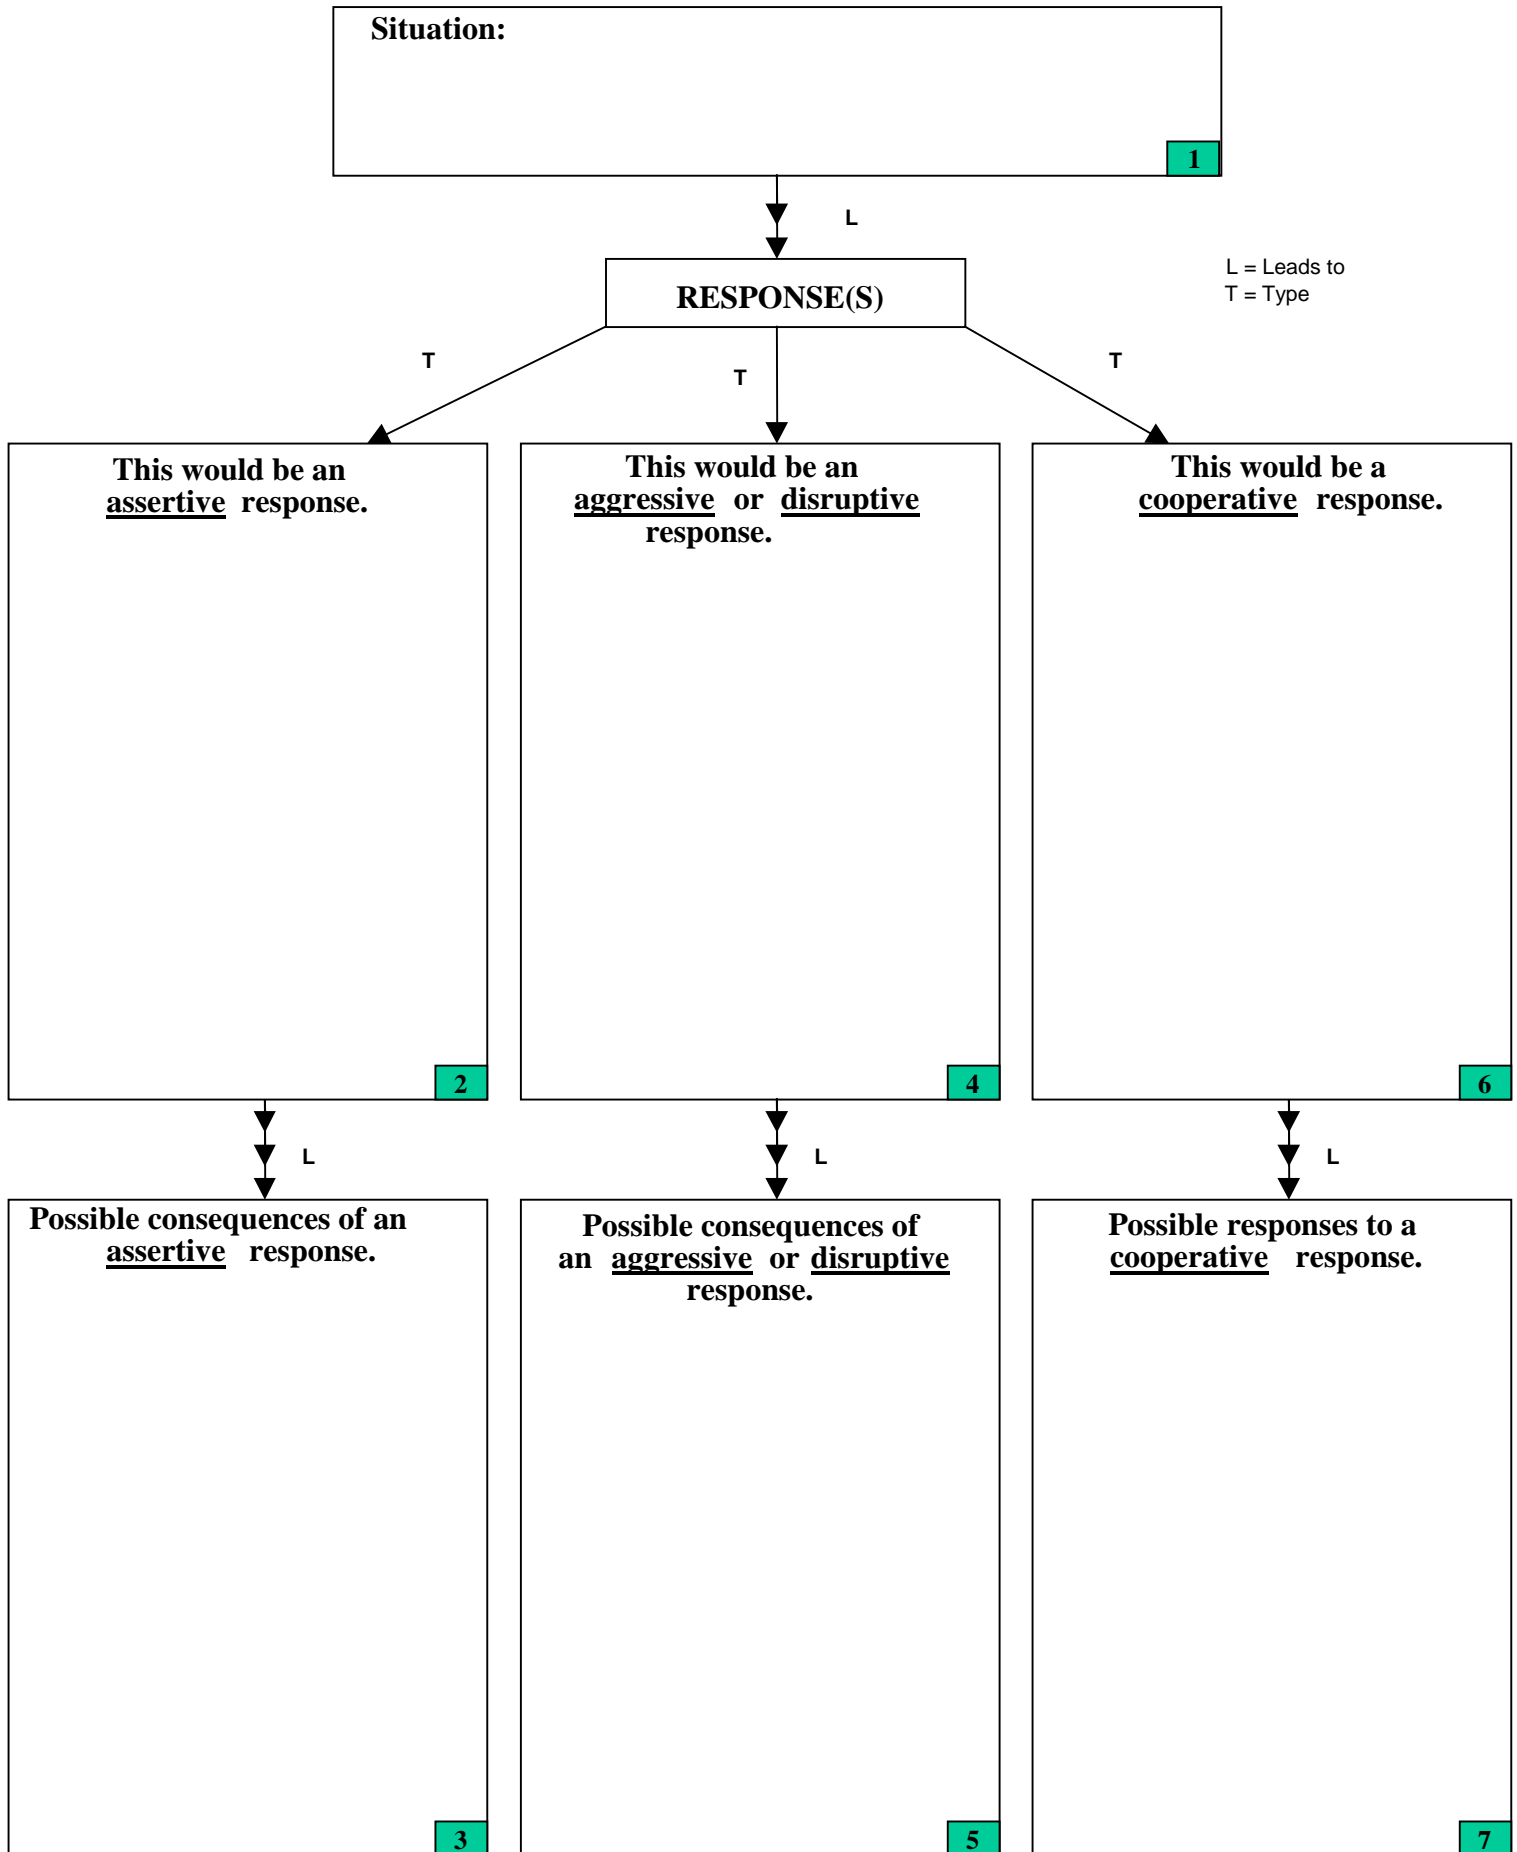 Situation:
1
L
L = Leads to
T = Type
RESPONSE(S)
T
T
T
This would be an
assertive response.
2
This would be an
aggressive or disruptive
response.
4
This would be a
cooperative response.
6
L
L
L
Possible consequences of an
assertive response.
3
Possible consequences of
an aggressive or disruptive
response.
5
Possible responses to a
cooperative response.
7